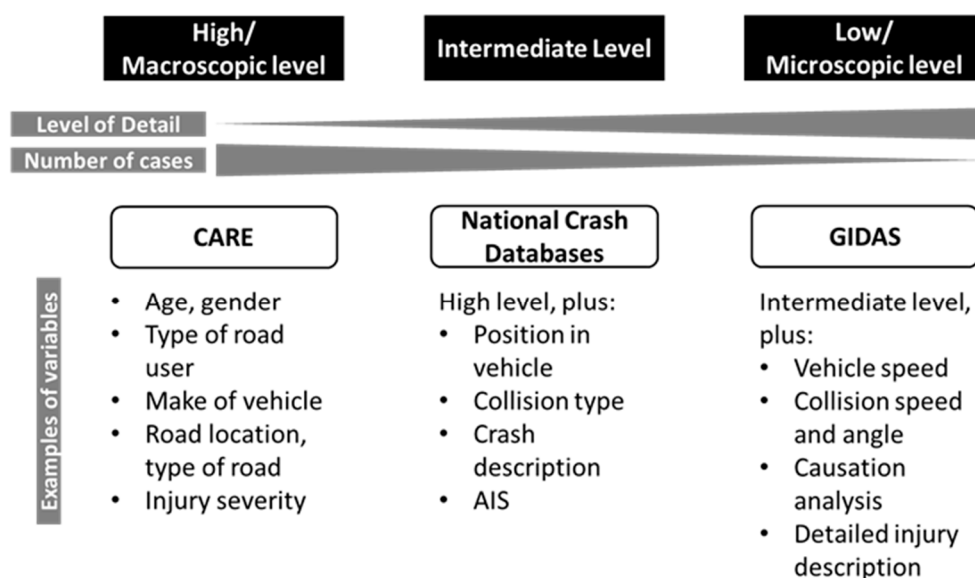 High/
Macroscopic level
Intermediate Level
Low/
Microscopic level
Level of Detail
Number of cases
CARE
National Crash
Databases
GIDAS
Examples of variables
• Age, gender
• Type of road
user
• Make of vehicle
• Road location,
type of road
• Injury severity
High level, plus:
• Position in
vehicle
• Collision type
• Crash
description
• AIS
Intermediate level,
plus:
• Vehicle speed
• Collision speed
and angle
• Causation
analysis
• Detailed injury
description